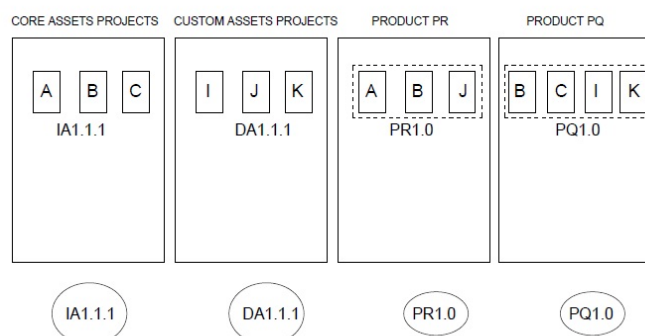 CORE ASSETS PROJECTS CUSTOM ASSETS PROJECTS PRODUCT PR PRODUCT PQ
A B C I J K A B J B C I K
IA1.1.1 DA1.1.1 PR1.0 PQ1.0
IA1.1.1 DA1.1.1 PR1.0 PQ1.0